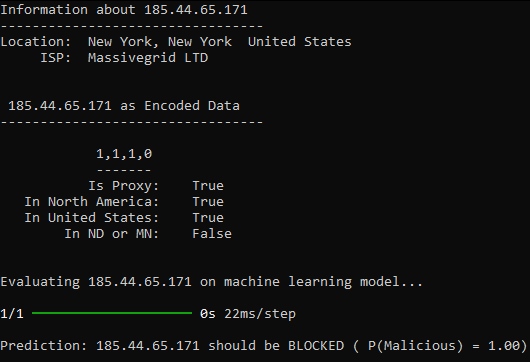 Information about 185.44.65.171
---------------------------------
Location:  New York, New York  United States
     ISP:  Massivegrid LTD
 185.44.65.171 as Encoded Data
---------------------------------
            1,1,1,0
            -------
           Is Proxy:    True
   In North America:    True
   In United States:    True
        In ND or MN:    False
Evaluating 185.44.65.171 on machine learning model...
1/1 ━━━━━━━━━━━━━━━━━━━━ 0s 22ms/step
Prediction: 185.44.65.171 should be BLOCKED ( P(Malicious) = 1.00)